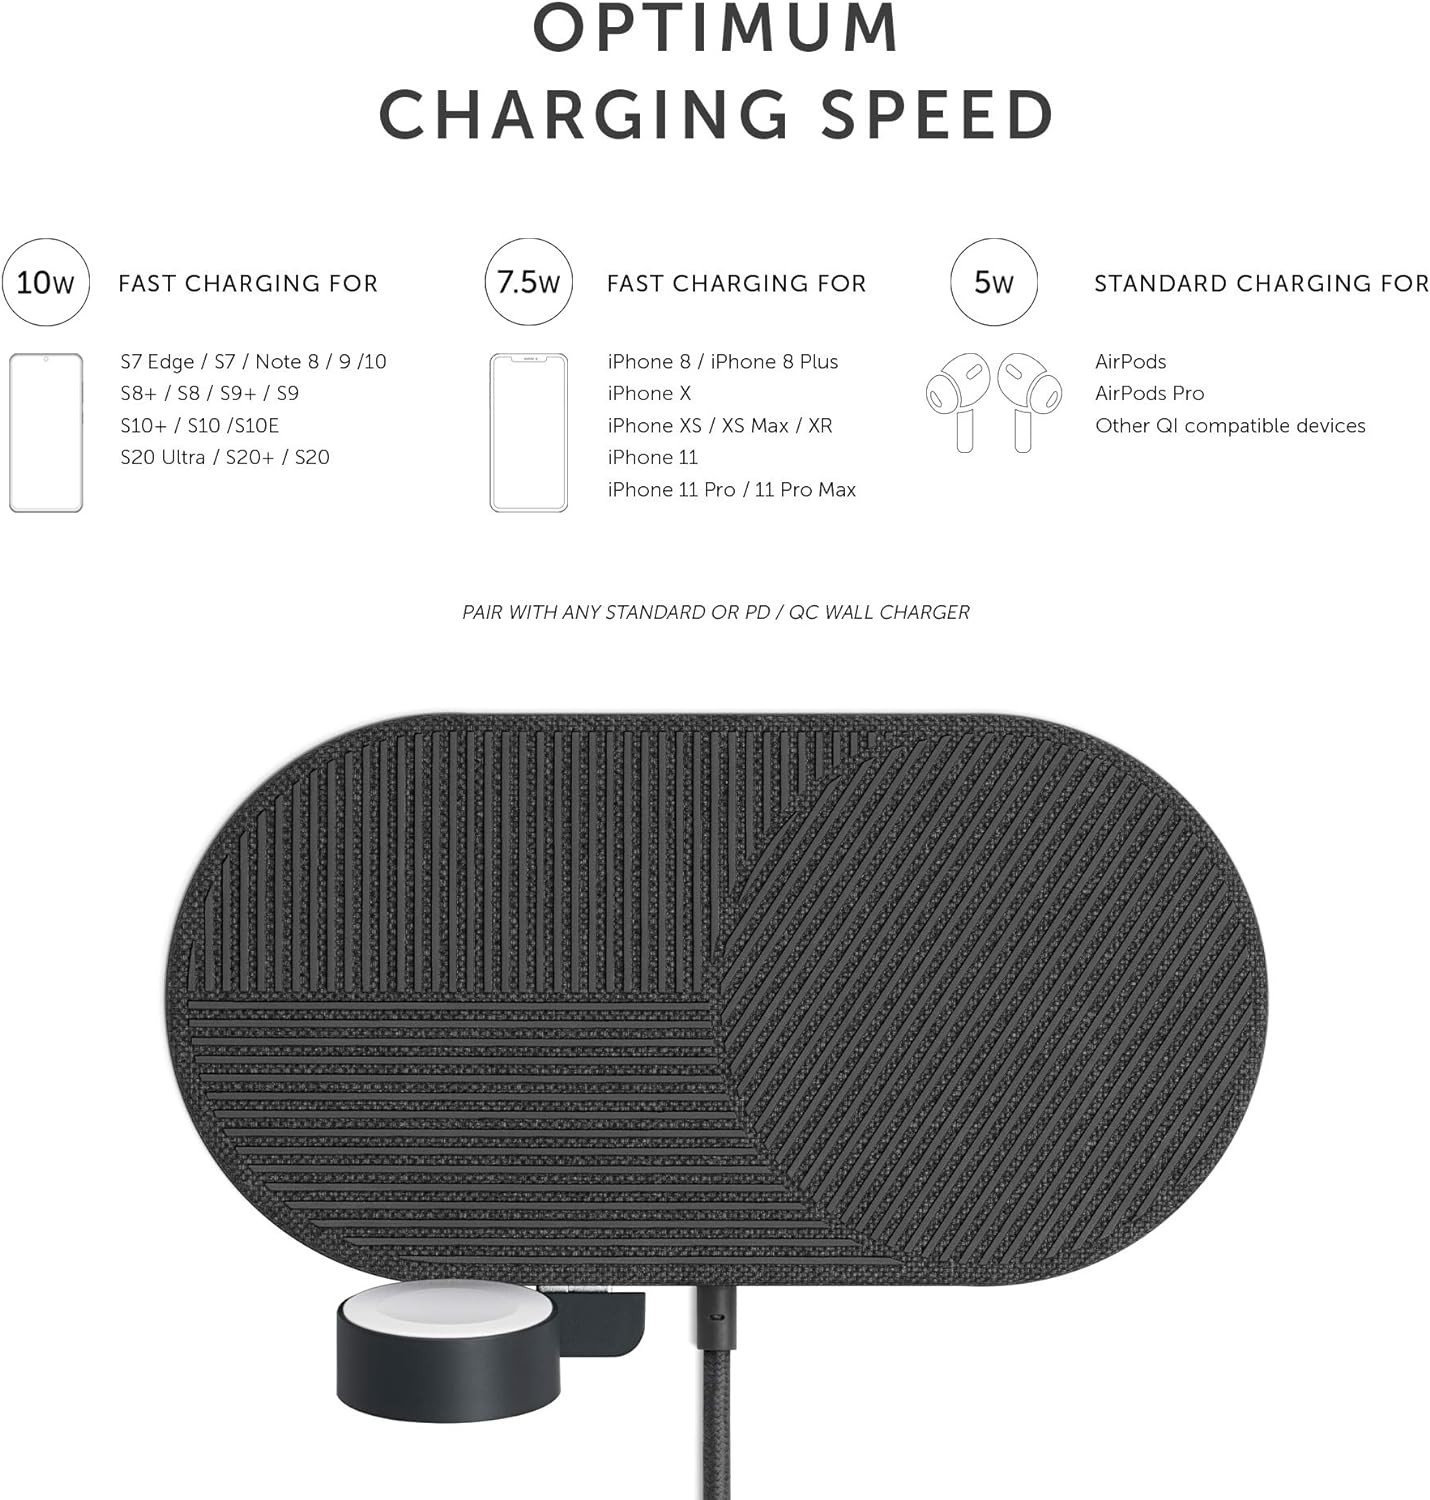 OPTIMUM
CHARGING SPEED
10W FAST CHARGING FOR
S7 Edge / S7 / Note 8 / 9 /10
S8+ / S8 / S9+ / S9
S10+ / S10 /S10E
S20 Ultra / S20+ / S20
7.5W FAST CHARGING FOR
iPhone 8 / iPhone 8 Plus
iPhone X
iPhone XS / XS Max / XR
iPhone 11
iPhone 11 Pro / 11 Pro Max
5W STANDARD CHARGING FOR
AirPods
AirPods Pro
Other QI compatible devices
PAIR WITH ANY STANDARD OR PD / QC WALL CHARGER